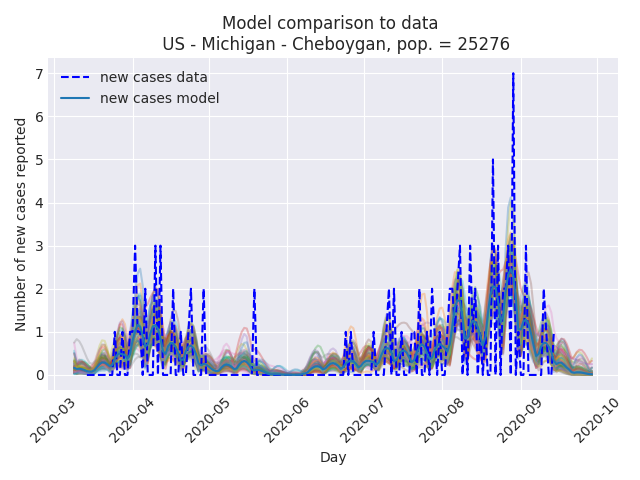 Model comparison to data
US - Michigan - Cheboygan, pop. = 25276
new cases data
new cases model
Number of new cases reported
7
6
5
4
3
2
1
0
2020-03
2020-04
2020-05
2020-06
2020-07
2020-08
2020-09
2020-10
Day